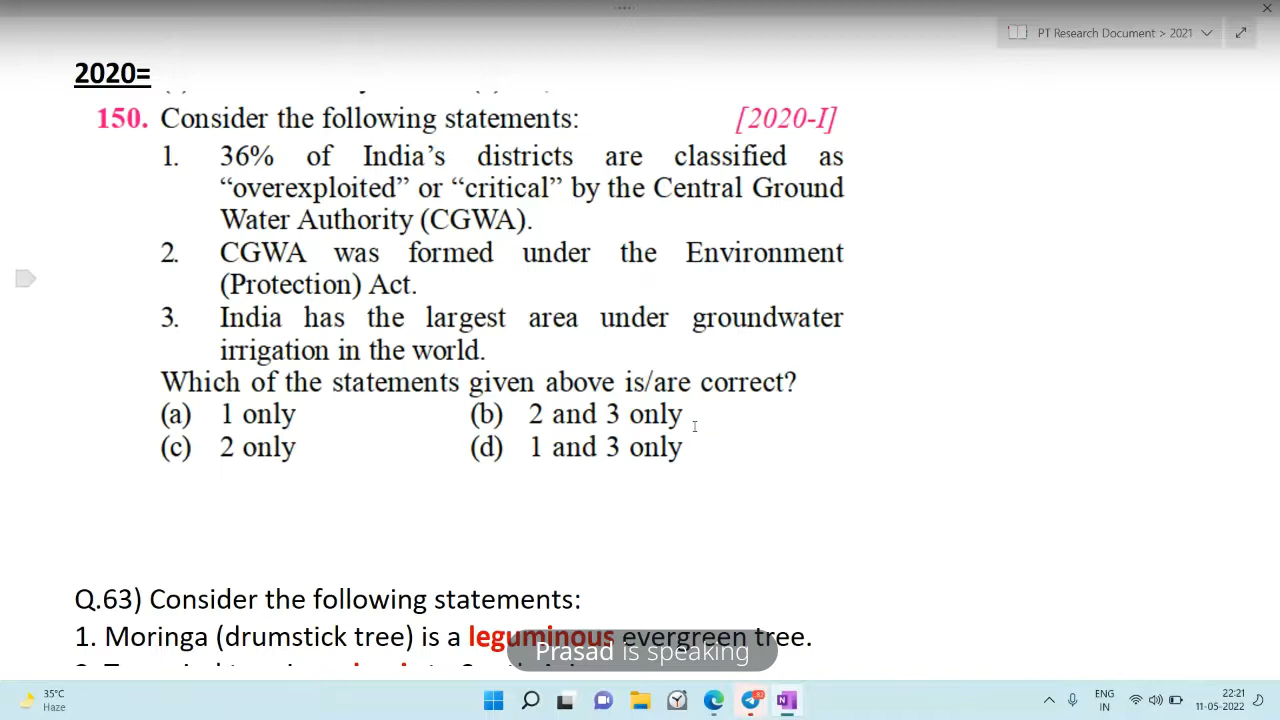 PT Research Document > 2021
2020=
150. Consider the following statements: [2020-I]
1. 36% of India's districts are classified as
"overexploited" or "critical" by the Central Ground
Water Authority (CGWA).
2. CGWA was formed under the Environment
(Protection) Act.
3. India has the largest area under groundwater
irrigation in the world.
Which of the statements given above is/are correct?
(a) 1 only (b) 2 and 3 only
(c) 2 only (d) 1 and 3 only
Q.63) Consider the following statements:
1. Moringa (drumstick tree) is a leguminous evergreen tree.
Prasad is speaking
35°C
Haze
ENG
IN
22:21
11-05-2022